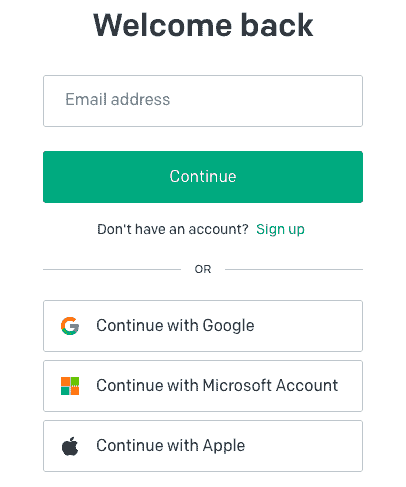 Welcome back
Email address
Continue
Don't have an account? Sign up
OR
Continue with Google
Continue with Microsoft Account
Continue with Apple